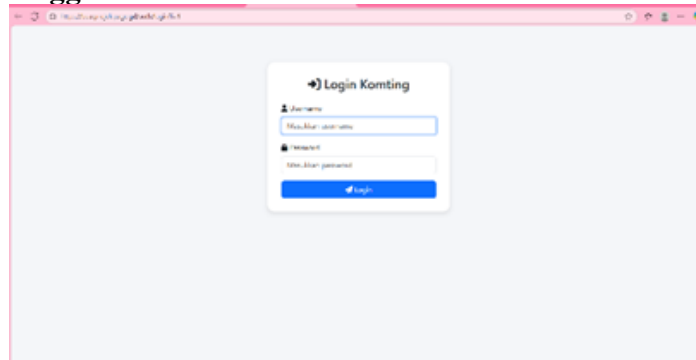 Login Komting
Username
Masukkan username
Password
Masukkan password
Login